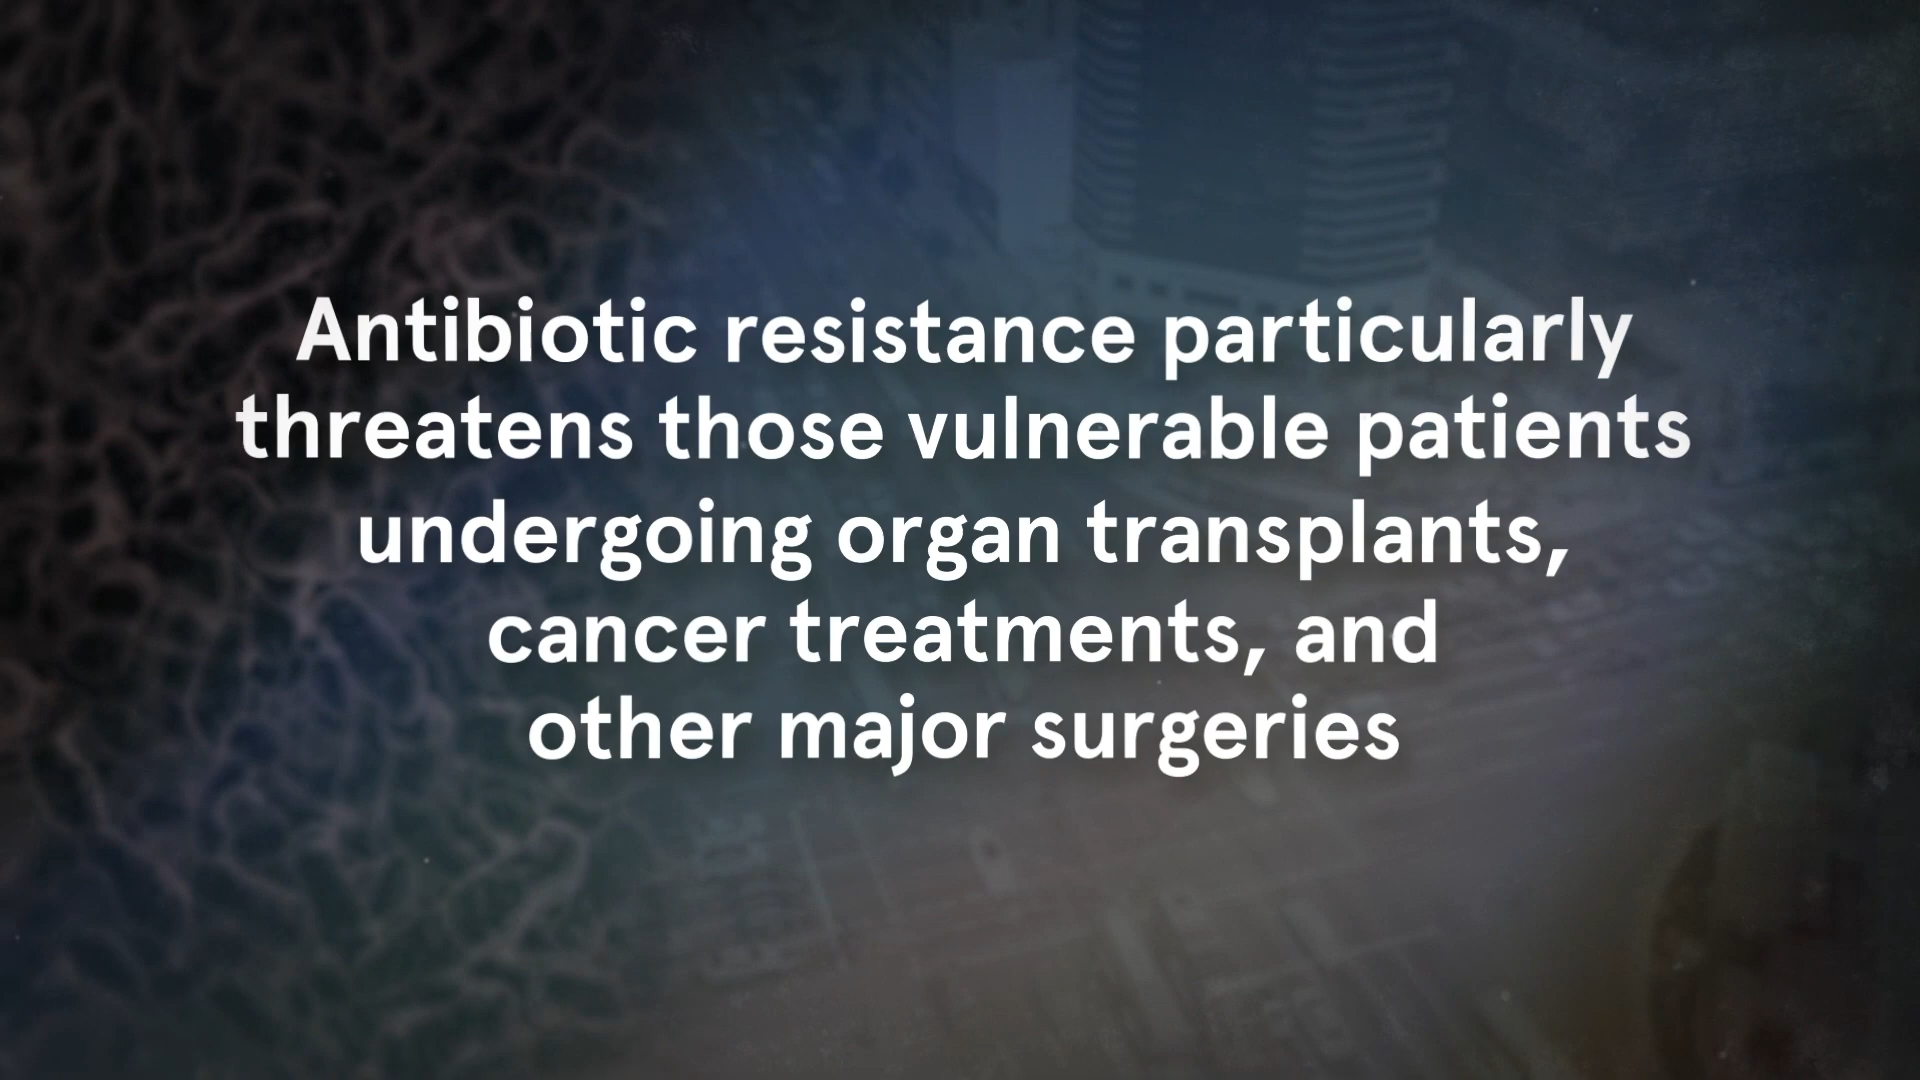 Antibiotic resistance particularly
threatens those vulnerable patients
undergoing organ transplants,
cancer treatments, and
other major surgeries